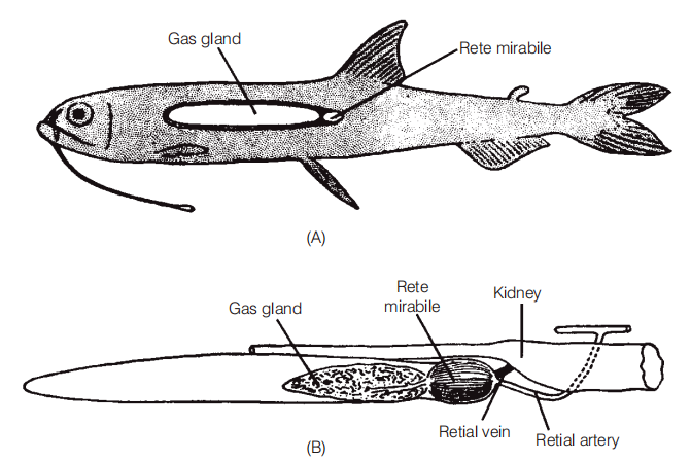 Gas gland
Rete mirabile
(A)
Rete
mirabile
Kidney
Gas gland
Retial vein
Retial artery
(B)